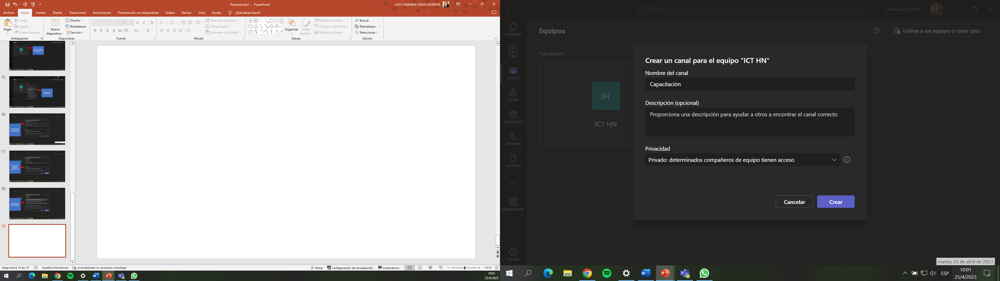 Presentación1 - PowerPoint
LISCY DARIANA VIERA FIGUEROA
Archivo Inicio Insertar Diseño Transiciones Animaciones Presentación con diapositivas Grabar Revisar Vista Ayuda ¿Qué desea hacer?
Pegar
Cortar
Copiar
Copiar formato
Portapapeles
Nueva diapositiva
Diseño
Restablecer
Sección
Diapositivas
18
N K S S abc AV Aa A
Fuente
Dirección del texto
Alinear texto
Convertir a SmartArt
Párrafo
Organizar
Estilos rápidos
Relleno de forma
Contorno de forma
Efectos de forma
Dibujo
Buscar
Reemplazar
Seleccionar
Edición
15
16
17
18
19
Diapositiva 19 de 19 Español (Honduras) Accesibilidad: es necesario investigar
Notas Configuración de visualización Comentarios 114 %
10:01
25/4/2023
Buscar
Universidad Naci...
Actividad
Chat
Equipos
Tareas
Calendario
Llamadas
Archivos
Aplicaciones
Ayuda
Equipos
Unirse a un equipo o crear uno
Tus equipos
IH
ICT HN
Crear un canal para el equipo "ICT HN"
Nombre del canal
Capacitación
Descripción (opcional)
Proporciona una descripción para ayudar a otros a encontrar el canal correcto
Privacidad
Privado: determinados compañeros de equipo tienen acceso
Cancelar Crear
martes 25 de abril de 2023
ESP
10:01
25/4/2023